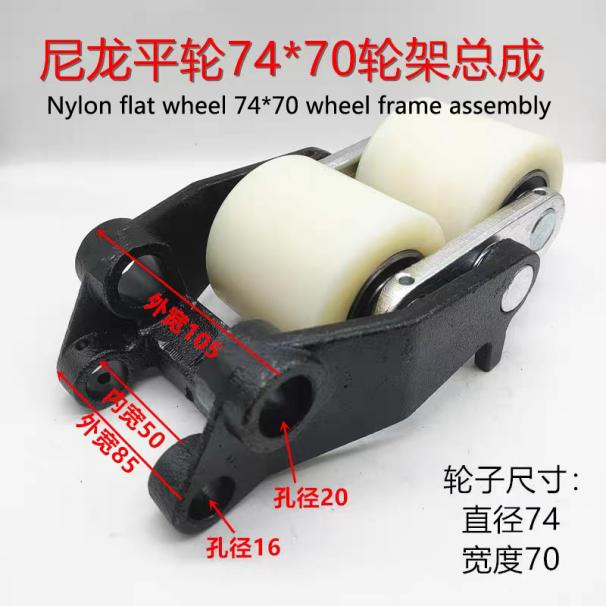 尼龙平轮74*70轮架总成
Nylon flat wheel 74*70 wheel frame assembly
外宽105
内宽50
外宽85
孔径20
孔径16
轮子尺寸：
直径74
宽度70